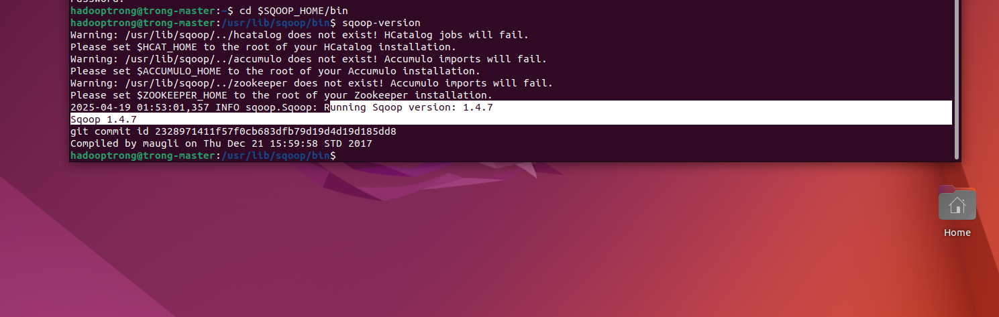 Password:
hadooptrong@trong-master:~$ cd $SQOOP_HOME/bin
hadooptrong@trong-master:/usr/lib/sqoop/bin$ sqoop-version
Warning: /usr/lib/sqoop/../hcatalog does not exist! HCatalog jobs will fail.
Please set $HCAT_HOME to the root of your HCatalog installation.
Warning: /usr/lib/sqoop/../accumulo does not exist! Accumulo imports will fail.
Please set $ACCUMULO_HOME to the root of your Accumulo installation.
Warning: /usr/lib/sqoop/../zookeeper does not exist! Accumulo imports will fail.
Please set $ZOOKEEPER_HOME to the root of your Zookeeper installation.
2025-04-19 01:53:01,357 INFO sqoop.Sqoop: Running Sqoop version: 1.4.7
Sqoop 1.4.7
git commit id 2328971411f57f0cb683dfb79d19d4d19d185dd8
Compiled by maugli on Thu Dec 21 15:59:58 STD 2017
hadooptrong@trong-master:/usr/lib/sqoop/bin$
Home